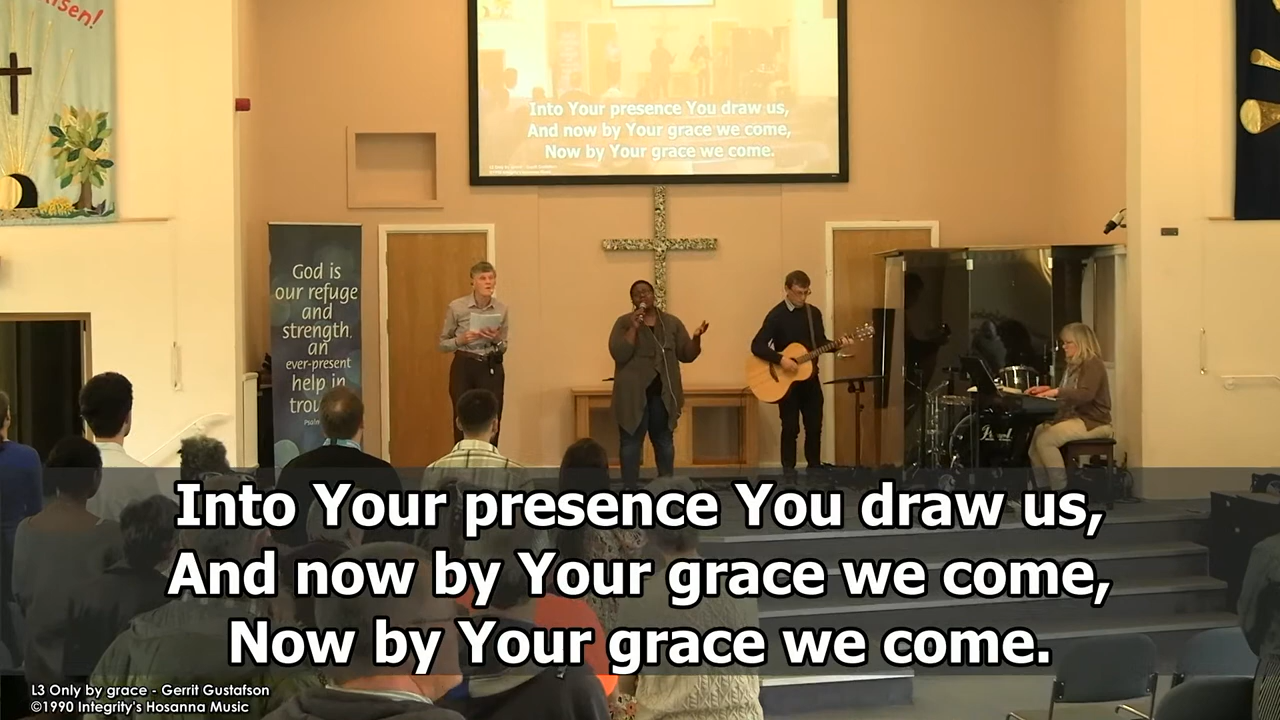 isen!
Into Your presence You draw us,
And now by Your grace we come,
Now by Your grace we come.
God is
our refuge
and
strength,
an
ever-present
help in
trou
Psalm
Into Your presence You draw us,
And now by Your grace we come,
Now by Your grace we come.
L3 Only by grace - Gerrit Gustafson
©1990 Integrity's Hosanna Music